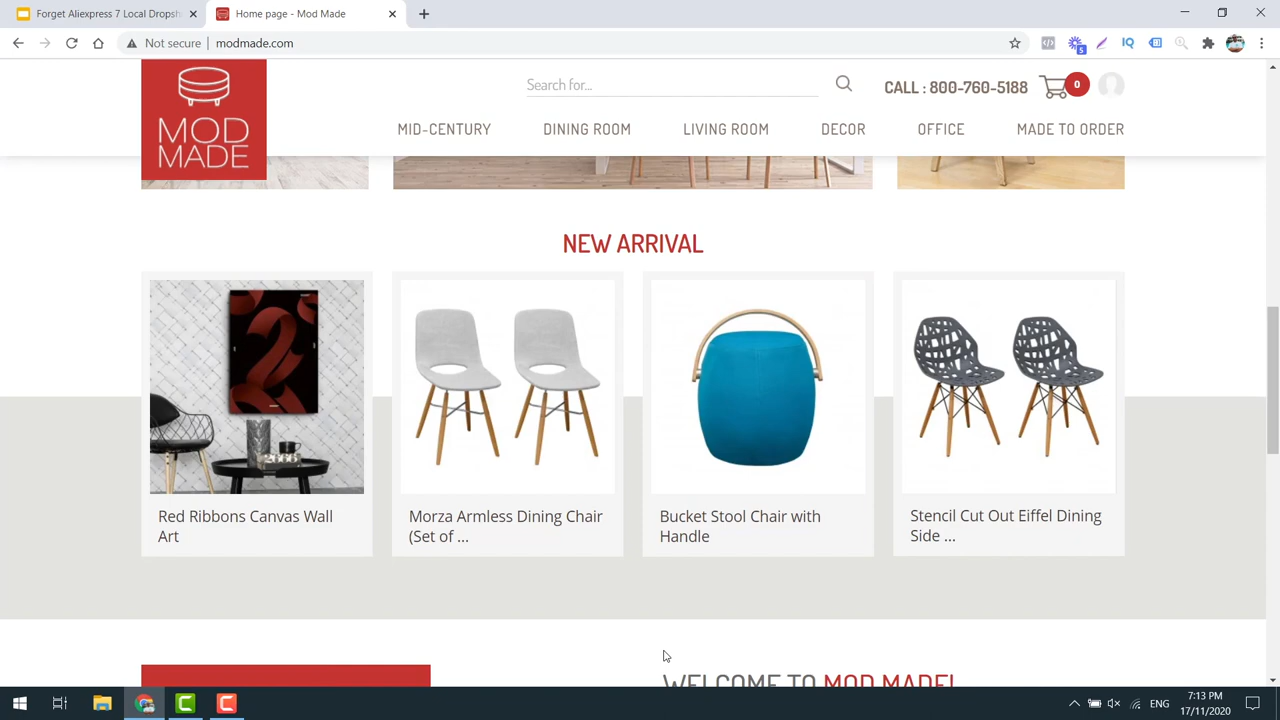 Forget Aliexpress 7 Local Dropsh
Home page - Mod Made
Not secure
modmade.com
5
MOD
MADE
Search for...
CALL : 800-760-5188
0
MID-CENTURY
DINING ROOM
LIVING ROOM
DECOR
OFFICE
MADE TO ORDER
NEW ARRIVAL
Red Ribbons Canvas Wall
Art
Morza Armless Dining Chair
(Set of ...
Bucket Stool Chair with
Handle
Stencil Cut Out Eiffel Dining
Side ...
WELCOME TO MOD MADE!
ENG
7:13 PM
17/11/2020